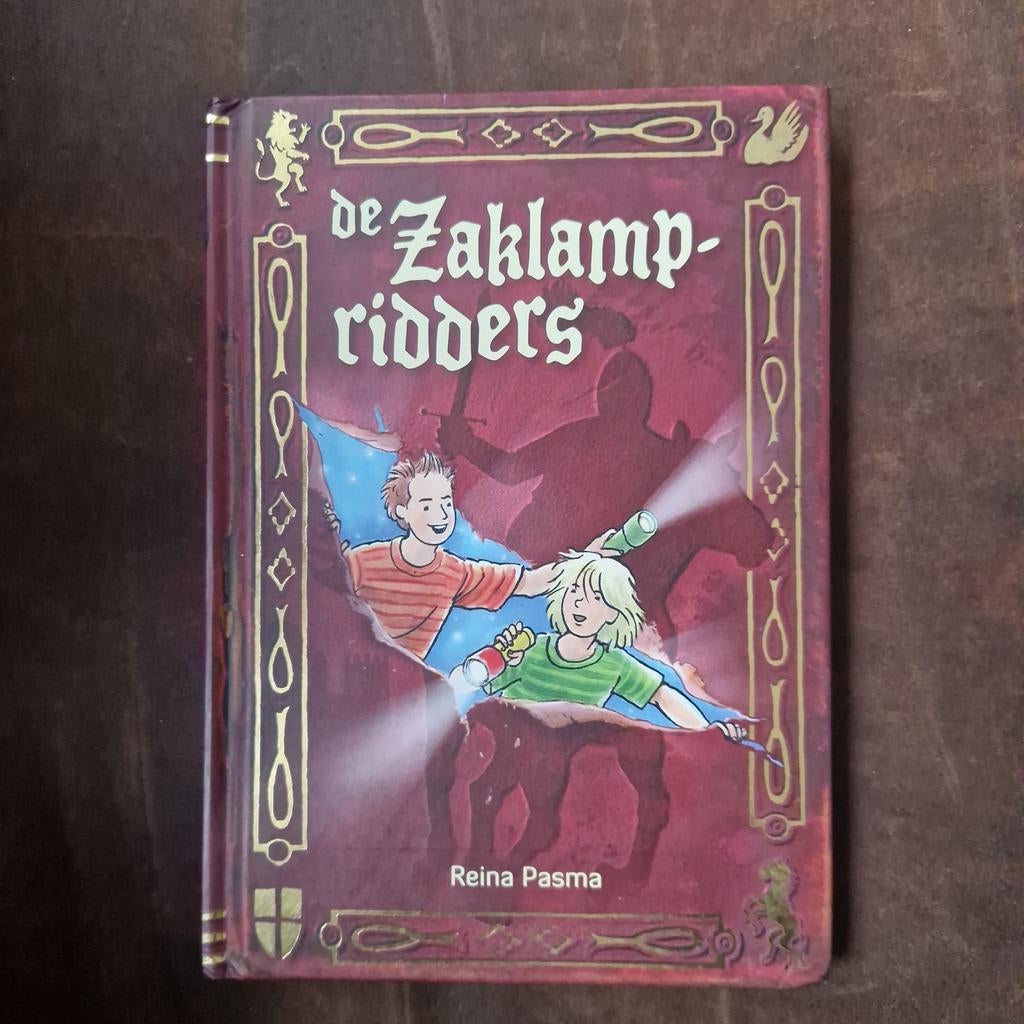 de Zaklamp-
ridders
Reina Pasma